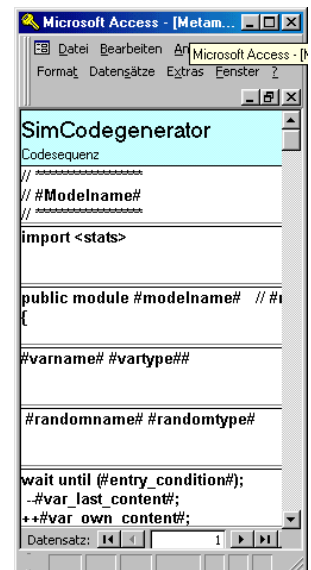 Microsoft Access - [Metam...
Datei Bearbeiten An
Microsoft Access - [M
Format Datensätze Extras Fenster ?
SimCodegenerator
Codesequenz
// ********************
// #Modelname#
// ********************
import <stats>
public module #modelname# // #
{
#varname# #vartype##
#randomname# #randomtype#
wait until (#entry_condition#);
--#var_last_content#;
++#var_own_content#;
Datensatz: 1